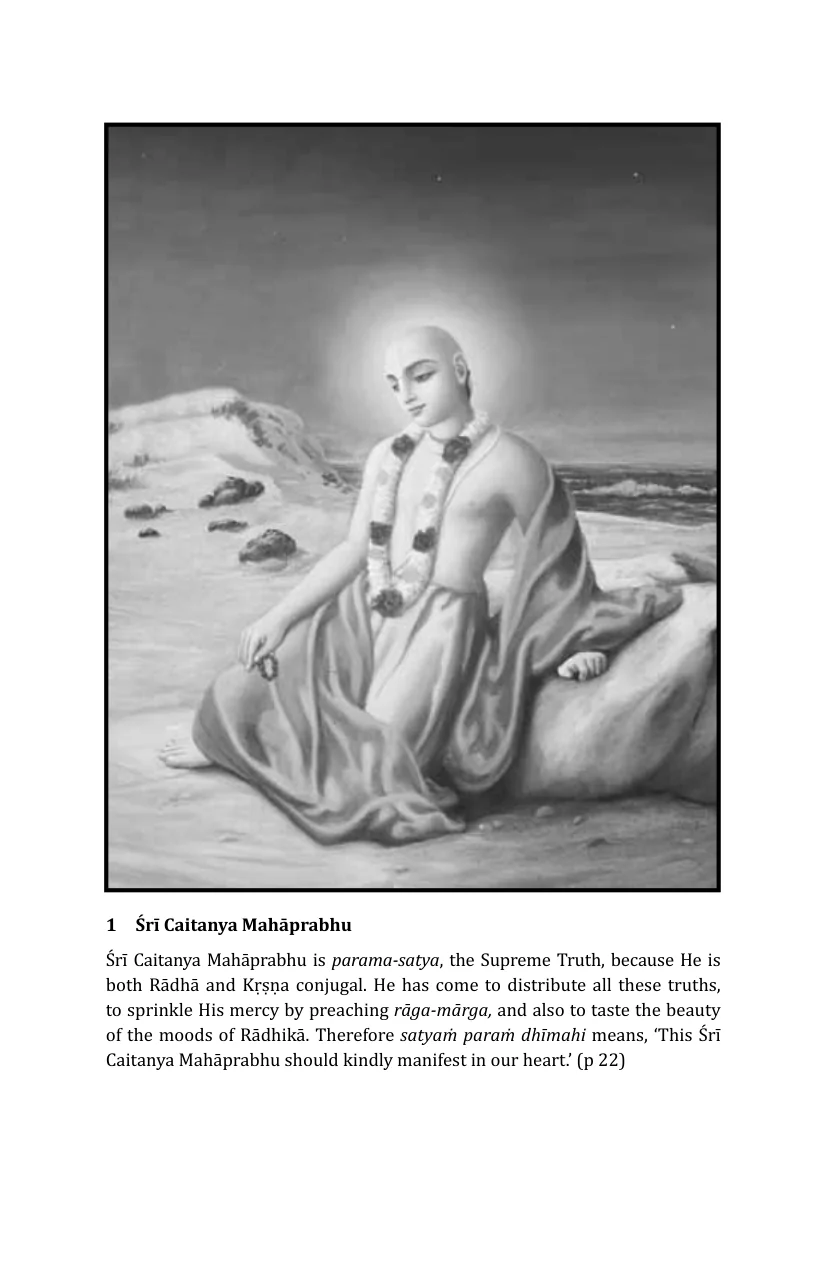 1 Śrī Caitanya Mahāprabhu
Śrī Caitanya Mahāprabhu is parama-satya, the Supreme Truth, because He is
both Rādhā and Kṛṣṇa conjugal. He has come to distribute all these truths,
to sprinkle His mercy by preaching rāga-mārga, and also to taste the beauty
of the moods of Rādhikā. Therefore satyaṁ paraṁ dhīmahi means, ‘This Śrī
Caitanya Mahāprabhu should kindly manifest in our heart.’ (p 22)